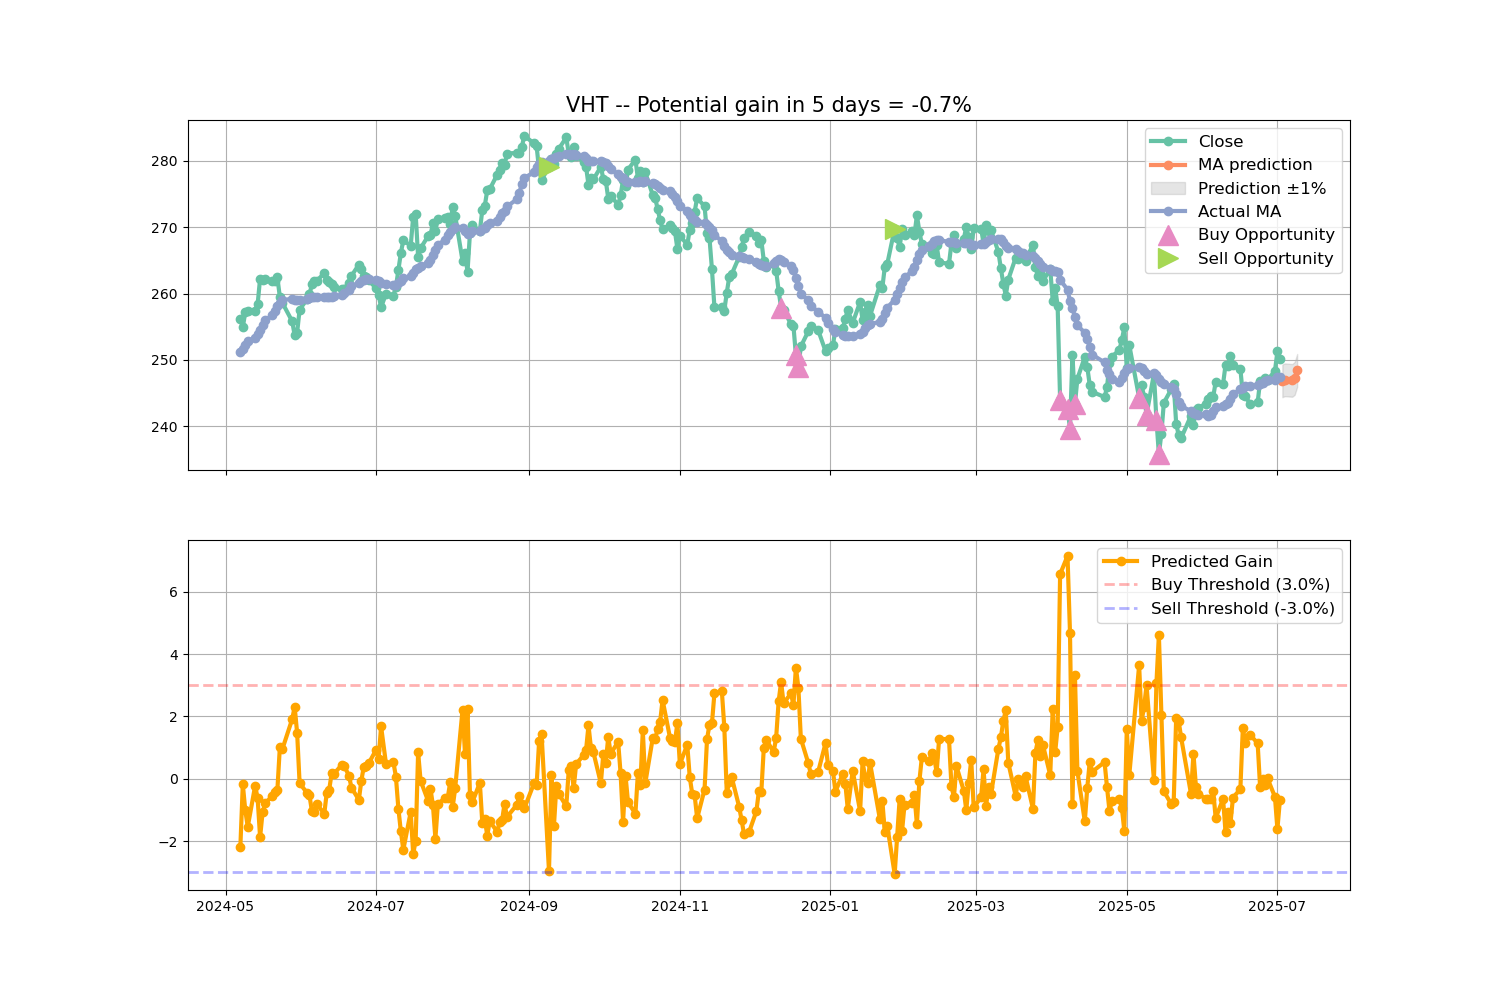 VHT -- Potential gain in 5 days = -0.7%
280
270
260
250
240
Close
MA prediction
Prediction ±1%
Actual MA
Buy Opportunity
Sell Opportunity
6
4
2
0
−2
Predicted Gain
Buy Threshold (3.0%)
Sell Threshold (-3.0%)
2024-05
2024-07
2024-09
2024-11
2025-01
2025-03
2025-05
2025-07